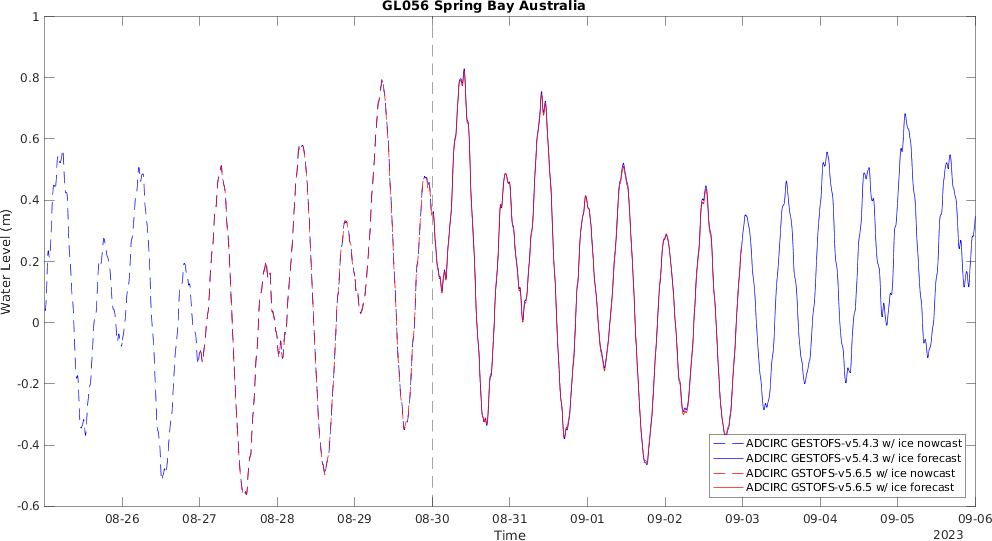 GL056 Spring Bay Australia
1
0.8
0.6
0.4
0.2
0
-0.2
-0.4
-0.6
Water Level (m)
ADCIRC GESTOFS-v5.4.3 w/ ice nowcast
ADCIRC GESTOFS-v5.4.3 w/ ice forecast
ADCIRC GSTOFS-v5.6.5 w/ ice nowcast
ADCIRC GSTOFS-v5.6.5 w/ ice forecast
08-26 08-27 08-28 08-29 08-30 08-31 09-01 09-02 09-03 09-04 09-05 09-06
Time
2023